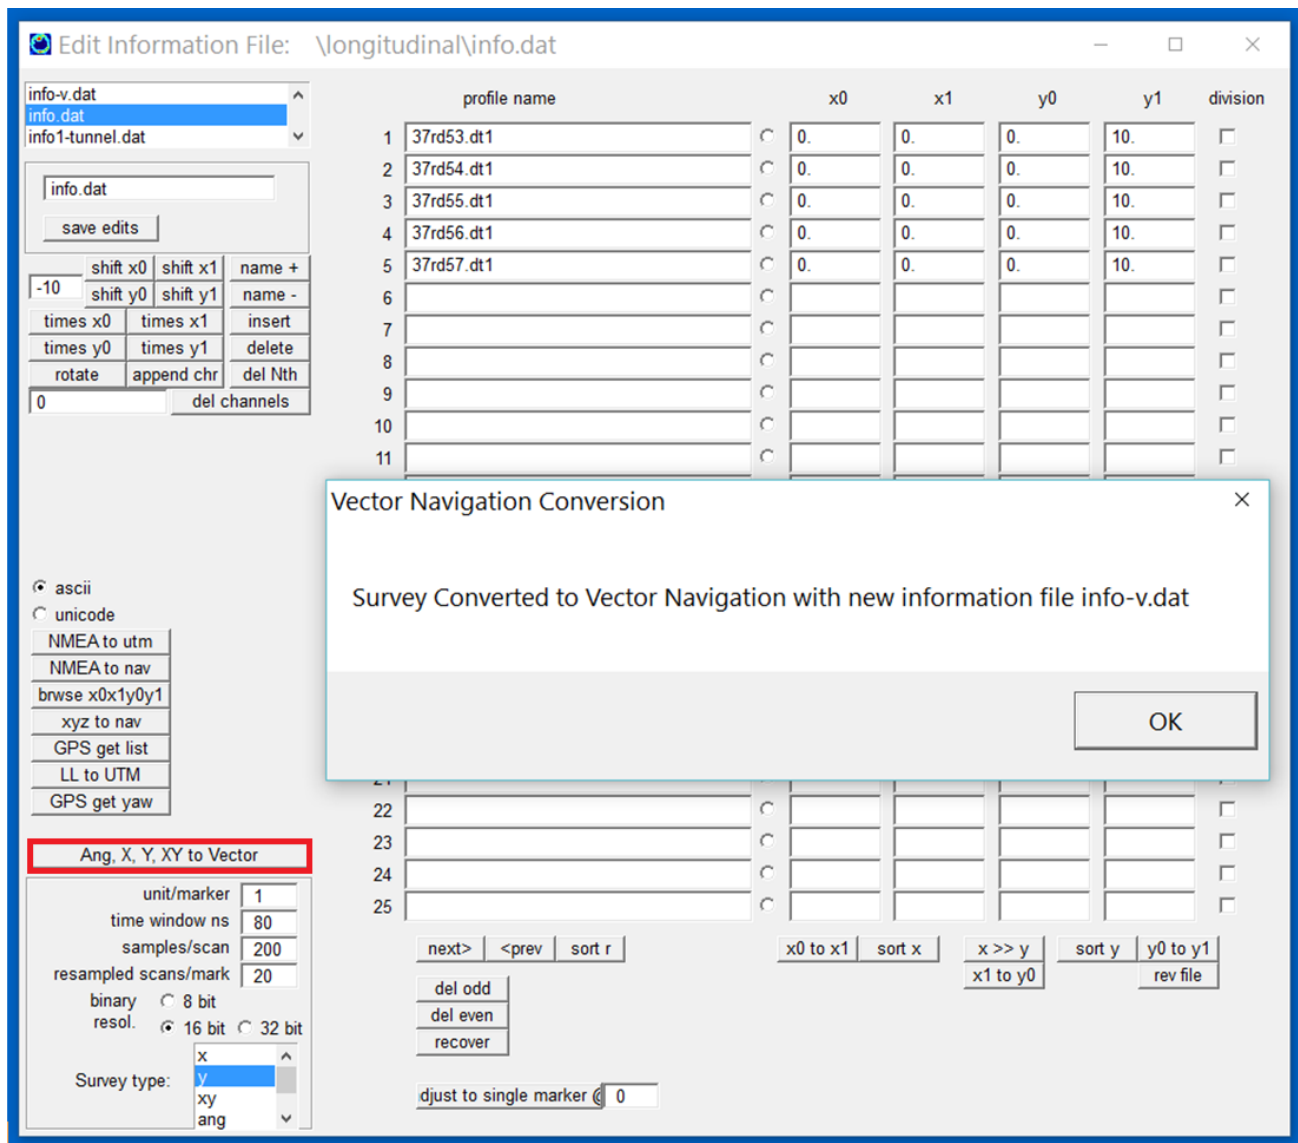 Edit Information File: \longitudinal\info.dat
info-v.dat
info.dat
info1-tunnel.dat
info.dat
save edits
-10
shift x0 shift x1 name +
shift y0 shift y1 name -
times x0 times x1 insert
times y0 times y1 delete
rotate append chr del Nth
0 del channels
ascii
unicode
NMEA to utm
NMEA to nav
brwse x0x1y0y1
xyz to nav
GPS get list
LL to UTM
GPS get yaw
Ang, X, Y, XY to Vector
unit/marker 1
time window ns 80
samples/scan 200
resampled scans/mark 20
binary resol.
8 bit
16 bit 32 bit
Survey type:
x
y
xy
ang
profile name x0 x1 y0 y1 division
1 37rd53.dt1 0. 0. 0. 10.
2 37rd54.dt1 0. 0. 0. 10.
3 37rd55.dt1 0. 0. 0. 10.
4 37rd56.dt1 0. 0. 0. 10.
5 37rd57.dt1 0. 0. 0. 10.
6
7
8
9
10
11
Vector Navigation Conversion
Survey Converted to Vector Navigation with new information file info-v.dat
OK
22
23
24
25
next> <prev sort r x0 to x1 sort x x >> y sort y y0 to y1
x1 to y0 rev file
del odd
del even
recover
djust to single marker @ 0